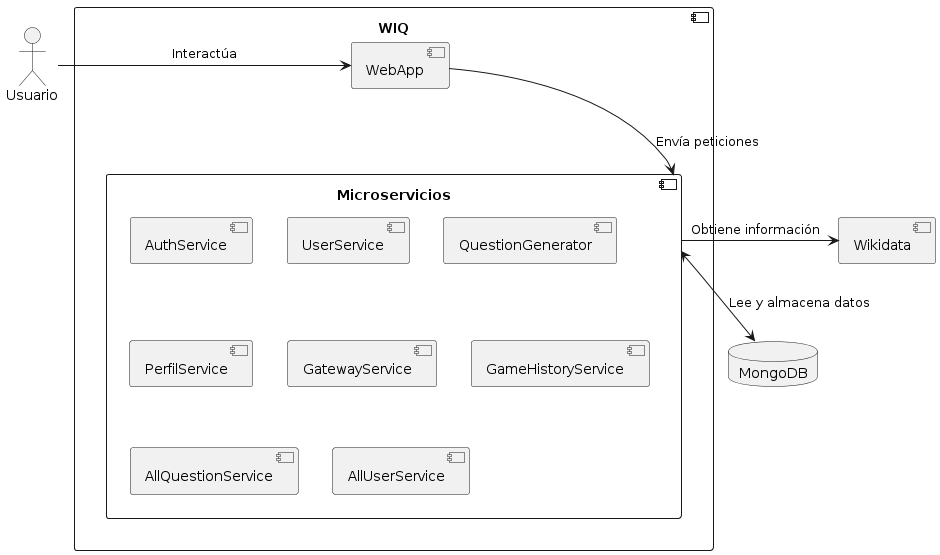 WIQ
Interactúa
WebApp
Usuario
Envía peticiones
Microservicios
AuthService
UserService
QuestionGenerator
Obtiene información
Wikidata
Lee y almacena datos
PerfilService
GatewayService
GameHistoryService
MongoDB
AllQuestionService
AllUserService